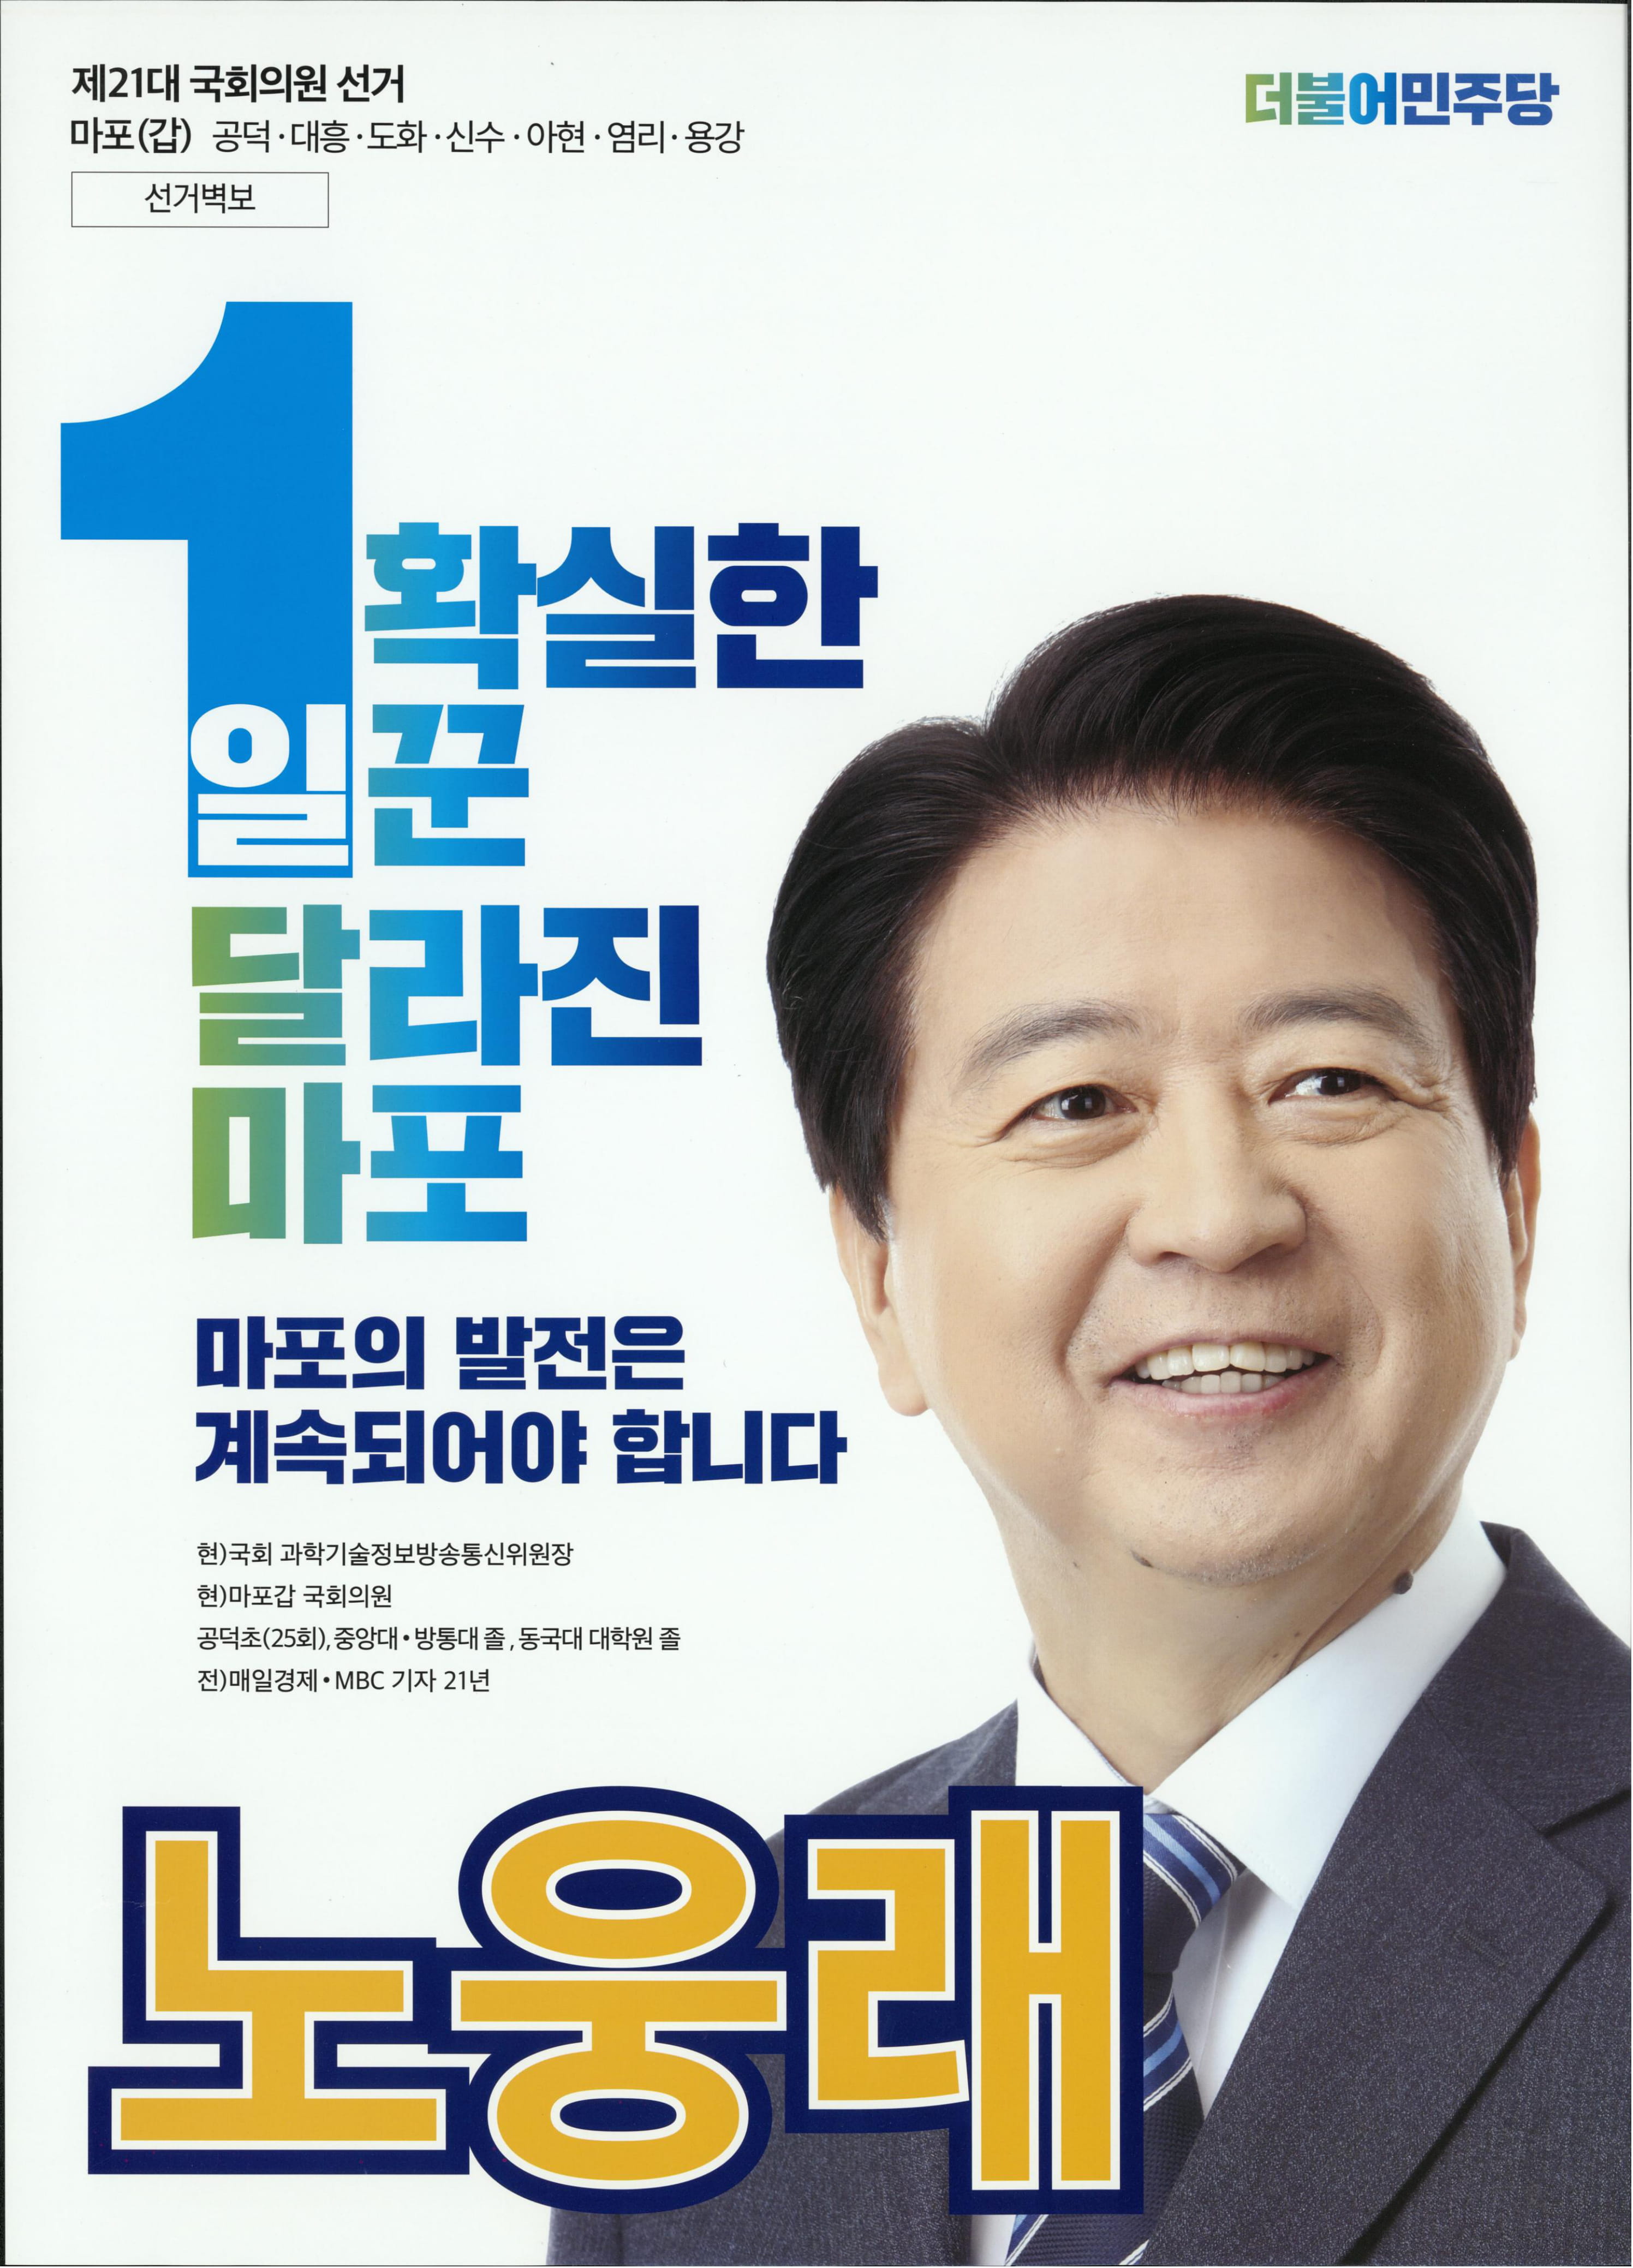 제21대 국회의원 선거
더불어민주당
마포(갑) 공덕·대흥·도화·신수·아현·염리·용강
선거벽보
1
확실한
일꾼
달라진
마포
마포의 발전은
계속되어야 합니다
현)국회 과학기술정보방송통신위원장
현)마포갑 국회의원
공덕초(25회), 중앙대•방통대 졸, 동국대 대학원 졸
전)매일경제•MBC 기자 21년
노웅래